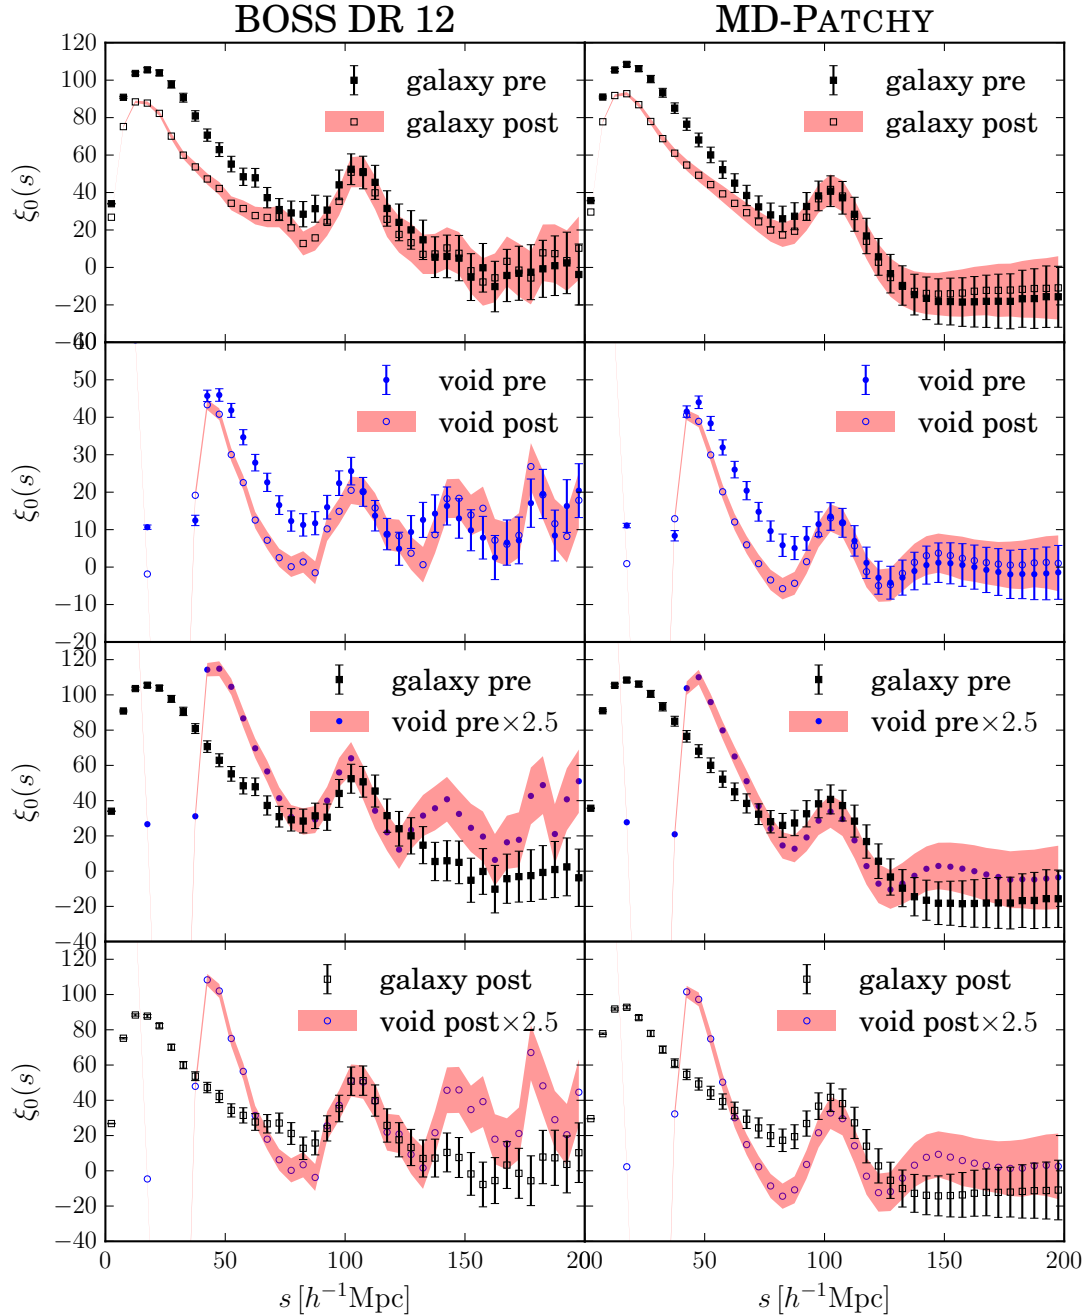 BOSS DR 12 MD-PATCHY
120
100
80
60
40
20
0
−20
−40
ξ0(s)
galaxy pre
galaxy post
galaxy pre
galaxy post
60
50
40
30
20
10
0
−10
−20
ξ0(s)
void pre
void post
void pre
void post
120
100
80
60
40
20
0
−20
−40
ξ0(s)
galaxy pre
void pre×2.5
galaxy pre
void pre×2.5
120
100
80
60
40
20
0
−20
−40
ξ0(s)
galaxy post
void post×2.5
galaxy post
void post×2.5
0 50 100 150 200 0 50 100 150 200
s [h⁻¹Mpc] s [h⁻¹Mpc]